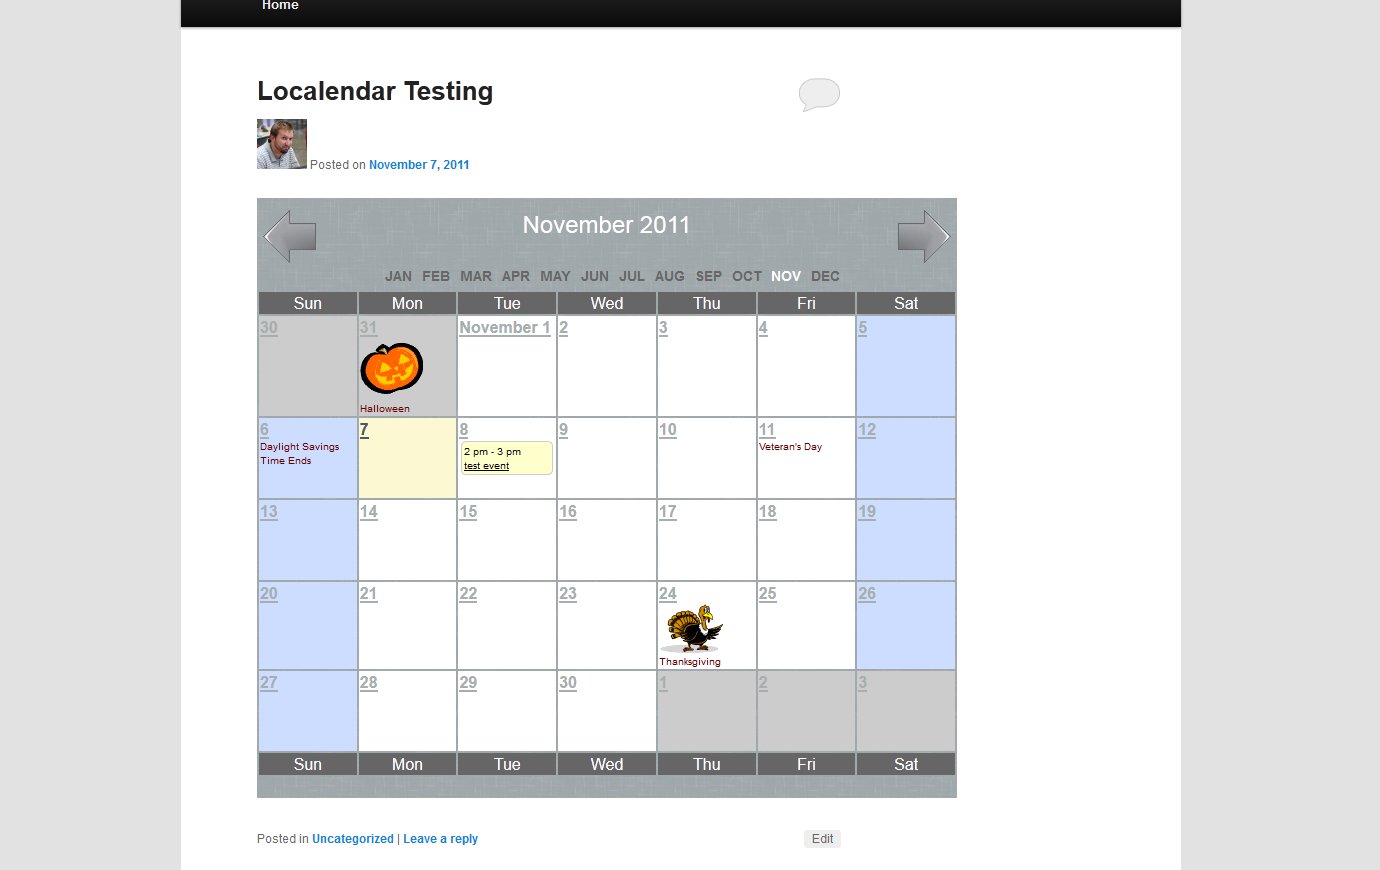 Home
Localendar Testing
Posted on November 7, 2011
November 2011
JAN FEB MAR APR MAY JUN JUL AUG SEP OCT NOV DEC
Sun Mon Tue Wed Thu Fri Sat
30 31 November 1 2 3 4 5
Halloween
6 7 8 9 10 11 12
Daylight Savings
Time Ends
2 pm - 3 pm
test event
Veteran's Day
13 14 15 16 17 18 19
20 21 22 23 24 25 26
Thanksgiving
27 28 29 30 1 2 3
Sun Mon Tue Wed Thu Fri Sat
Posted in Uncategorized | Leave a reply
Edit